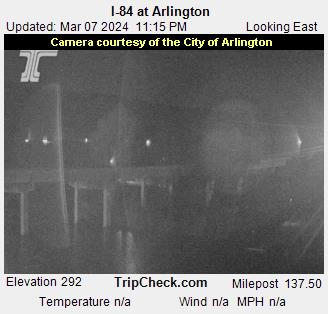 I-84 at Arlington
Updated: Mar 07 2024 11:15 PM Looking East
Camera courtesy of the City of Arlington
Elevation 292 TripCheck.com Milepost 137.50
Temperature n/a Wind n/a MPH n/a